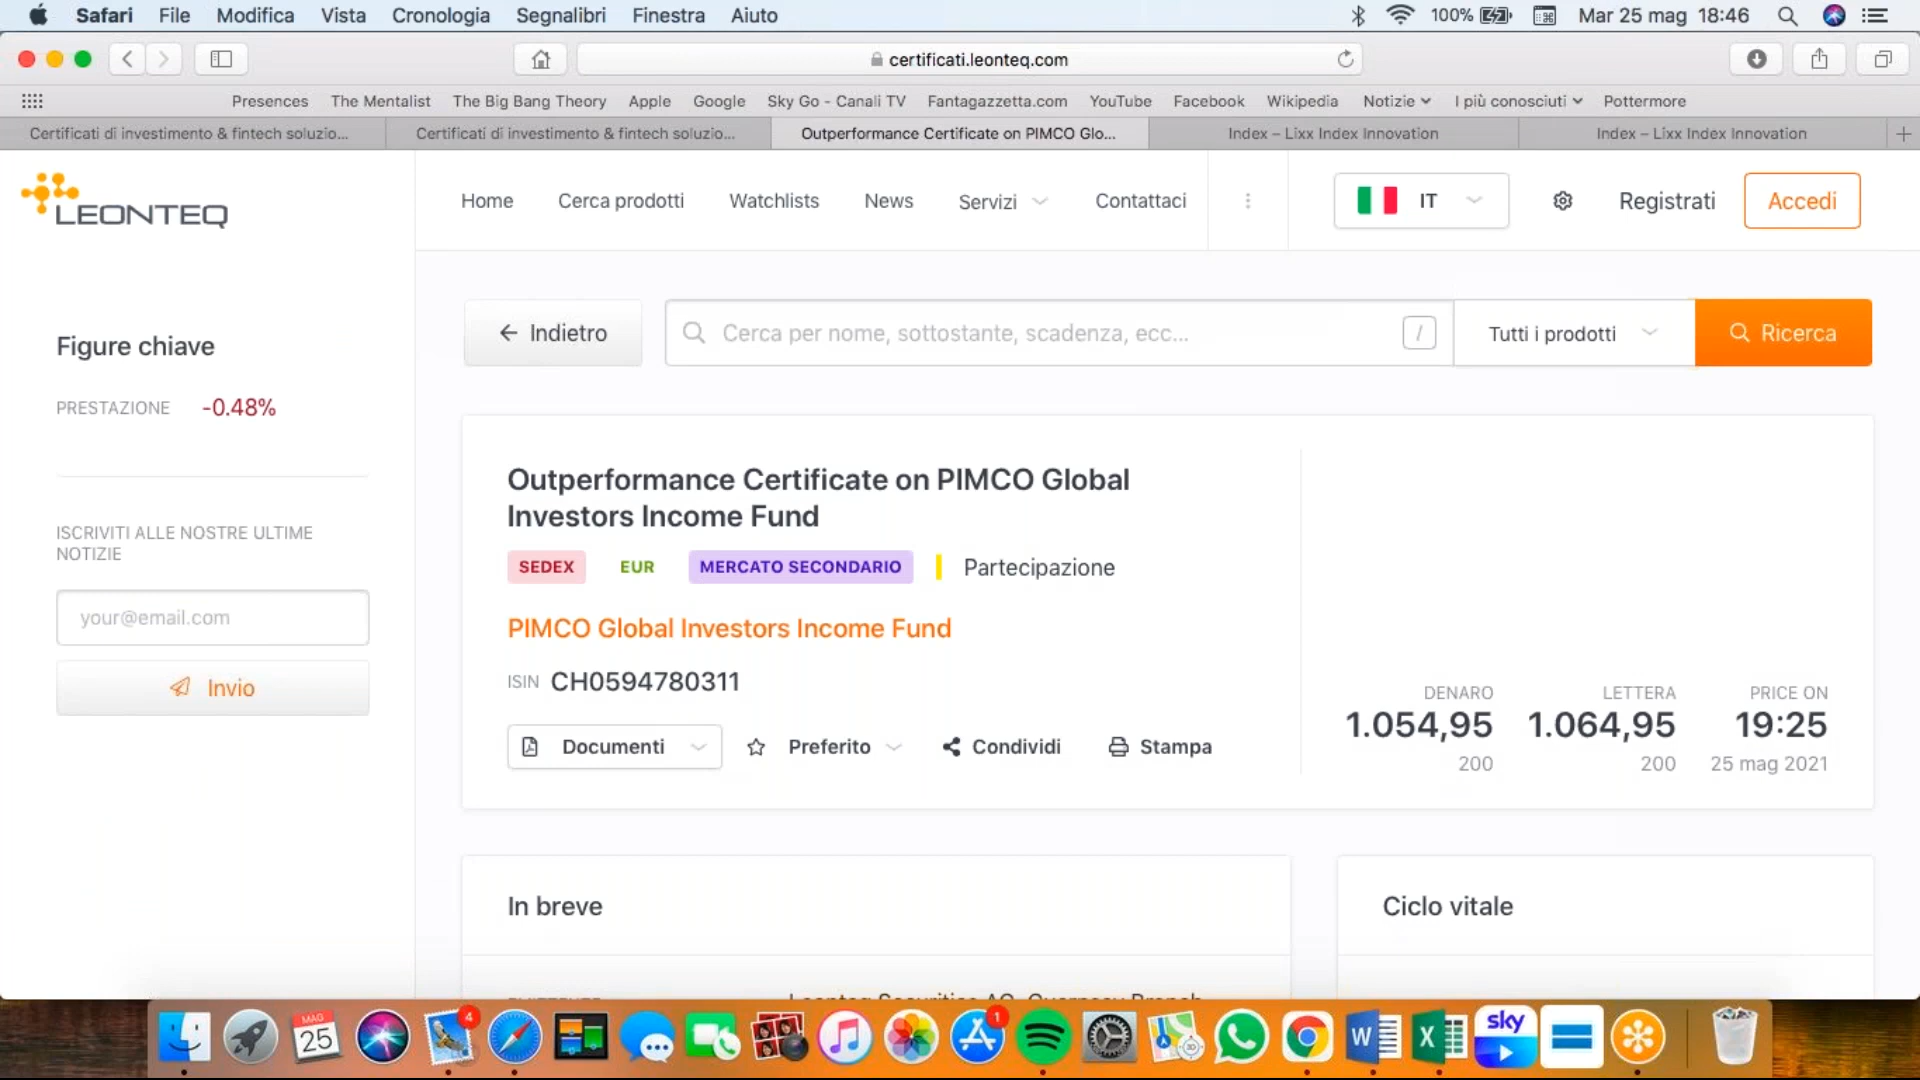 Safari File Modifica Vista Cronologia Segnalibri Finestra Aiuto 100% Mar 25 mag 18:46
certificati.leonteq.com
Presences The Mentalist The Big Bang Theory Apple Google Sky Go - Canali TV Fantagazzetta.com YouTube Facebook Wikipedia Notizie I più conosciuti Pottermore
Certificati di investimento & fintech soluzio... Certificati di investimento & fintech soluzio... Outperformance Certificate on PIMCO Glo... Index – Lixx Index Innovation Index – Lixx Index Innovation
LEONTEQ
Home Cerca prodotti Watchlists News Servizi Contattaci IT Registrati Accedi
Indietro Cerca per nome, sottostante, scadenza, ecc... / Tutti i prodotti Ricerca
Figure chiave
PRESTAZIONE -0.48%
ISCRIVITI ALLE NOSTRE ULTIME
NOTIZIE
your@email.com
Invio
Outperformance Certificate on PIMCO Global
Investors Income Fund
SEDEX EUR MERCATO SECONDARIO Partecipazione
PIMCO Global Investors Income Fund
ISIN CH0594780311
Documenti Preferito Condividi Stampa
DENARO LETTERA PRICE ON
1.054,95 1.064,95 19:25
200 200 25 mag 2021
In breve
Ciclo vitale
MAG
25
4
1
W
X
sky